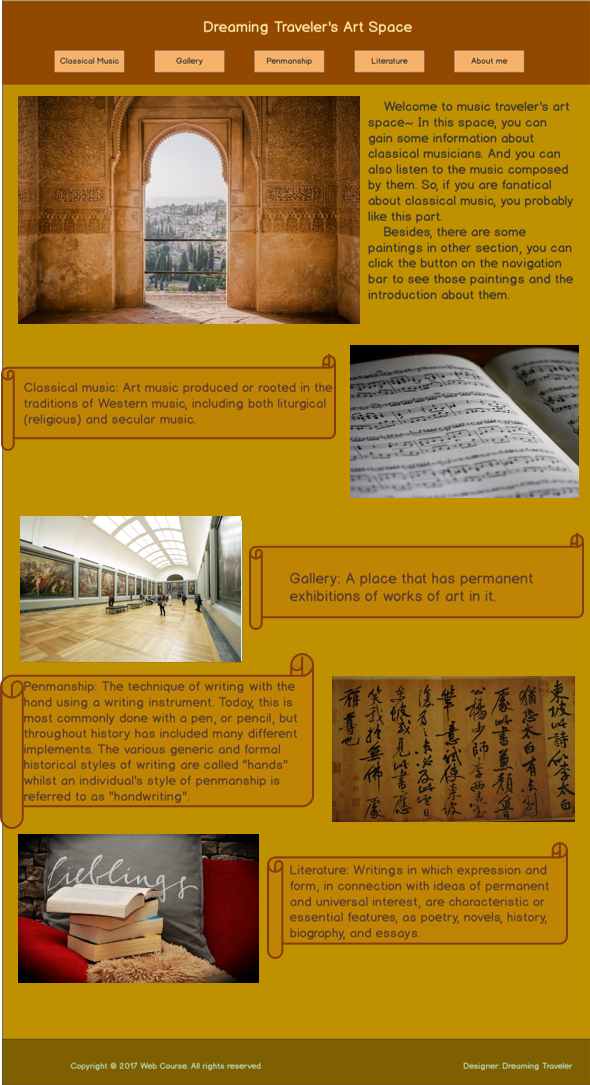 Dreaming Traveler's Art Space
Classical Music
Gallery
Penmanship
Literature
About me
Welcome to music traveler's art
space~ In this space, you can
gain some information about
classical musicians. And you can
also listen to the music composed
by them. So, if you are fanatical
about classical music, you probably
like this part.
Besides, there are some
paintings in other section, you can
click the button on the navigation
bar to see those paintings and the
introduction about them.
Classical music: Art music produced or rooted in the
traditions of Western music, including both liturgical
(religious) and secular music.
Gallery: A place that has permanent
exhibitions of works of art in it.
Penmanship: The technique of writing with the
hand using a writing instrument. Today, this is
most commonly done with a pen, or pencil, but
throughout history has included many different
implements. The various generic and formal
historical styles of writing are called "hands"
whilst an individual's style of penmanship is
referred to as "handwriting".
東坡此詩似李太白
猶恐太白有未到
處此書兼顏魯
公楊少師李西臺
筆意試使東坡
復為之未必及此它日
東坡或見此書應
笑我於無佛處
稱尊也
lieblings
Literature: Writings in which expression and
form, in connection with ideas of permanent
and universal interest, are characteristic or
essential features, as poetry, novels, history,
biography, and essays.
Copyright © 2017 Web Course. All rights reserved
Designer: Dreaming Traveler